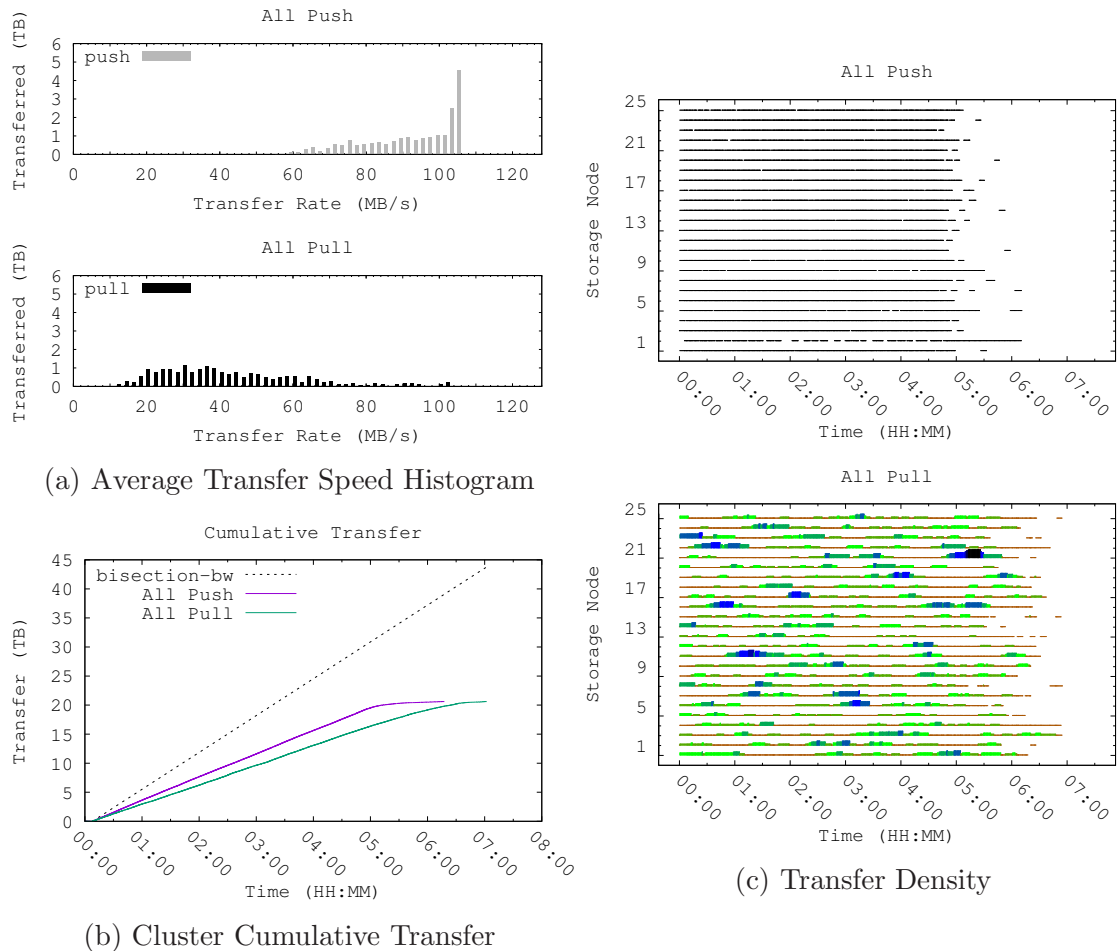 All Push
Transferred (TB)
6
5
4
3
2
1
0
push
0 20 40 60 80 100 120
Transfer Rate (MB/s)
All Pull
Transferred (TB)
6
5
4
3
2
1
0
pull
0 20 40 60 80 100 120
Transfer Rate (MB/s)
(a) Average Transfer Speed Histogram
Cumulative Transfer
Transfer (TB)
45
40
35
30
25
20
15
10
5
0
bisection-bw
All Push
All Pull
00:00 01:00 02:00 03:00 04:00 05:00 06:00 07:00 08:00
Time (HH:MM)
(b) Cluster Cumulative Transfer
All Push
Storage Node
25
21
17
13
9
5
1
00:00 01:00 02:00 03:00 04:00 05:00 06:00 07:00
Time (HH:MM)
All Pull
Storage Node
25
21
17
13
9
5
1
00:00 01:00 02:00 03:00 04:00 05:00 06:00 07:00
Time (HH:MM)
(c) Transfer Density